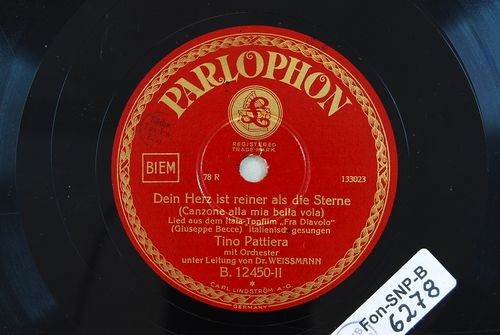 PARLOPHON
REGISTERED
TRADE MARK
BIEM
78 R
133023
Dein Herz ist reiner als die Sterne
(Canzone alla mia bella vola)
Lied aus dem Itala-Tonfilm „Fra Diavolo"
(Giuseppe Becce) Italienisch gesungen
Tino Pattiera
mit Orchester
unter Leitung von Dr. WEISSMANN
B. 12450-II
CARL LINDSTRÖM A.-G.
GERMANY
Fon-SNP-B
6278